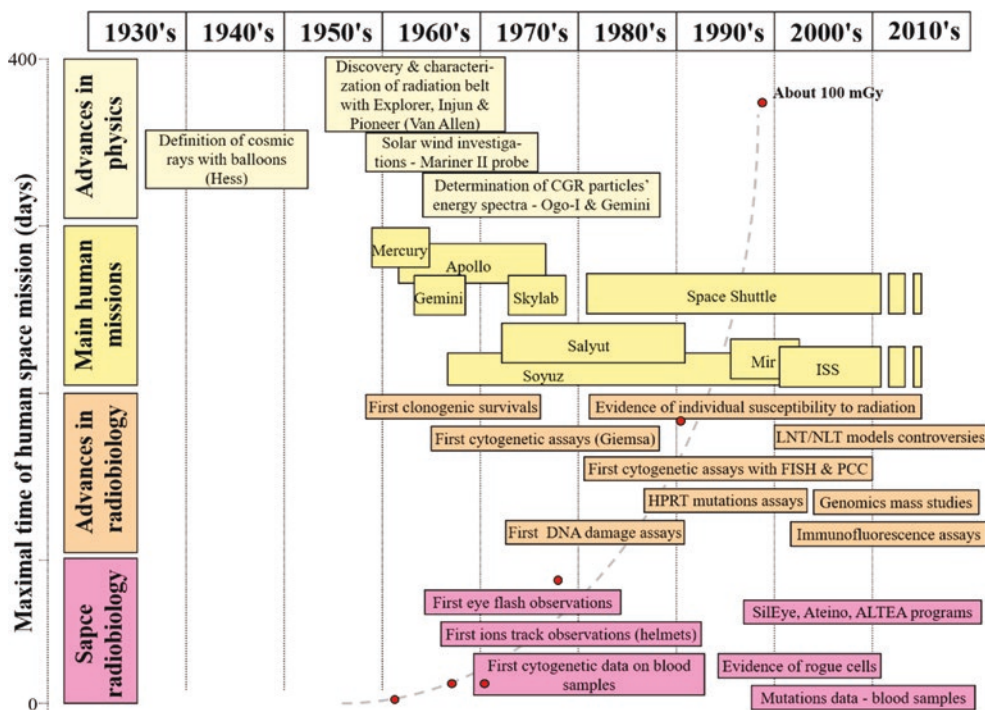 1930's 1940's 1950's 1960's 1970's 1980's 1990's 2000's 2010's
Maximal time of human space mission (days)
400
0
Advances in
physics
Discovery & characteri-
zation of radiation belt
with Explorer, Injun &
Pioneer (Van Allen)
About 100 mGy
Definition of cosmic
rays with balloons
(Hess)
Solar wind investiga-
tions - Mariner II probe
Determination of CGR particles'
energy spectra - Ogo-I & Gemini
Main human
missions
Mercury
Apollo
Gemini
Skylab
Space Shuttle
Salyut
Soyuz
Mir
ISS
Advances in
radiobiology
First clonogenic survivals
Evidence of individual susceptibility to radiation
First cytogenetic assays (Giemsa)
LNT/NLT models controversies
First cytogenetic assays with FISH & PCC
HPRT mutations assays
Genomics mass studies
First DNA damage assays
Immunofluorescence assays
Sapce
radiobiology
First eye flash observations
SilEye, Ateino, ALTEA programs
First ions track observations (helmets)
First cytogenetic data on blood
samples
Evidence of rogue cells
Mutations data - blood samples